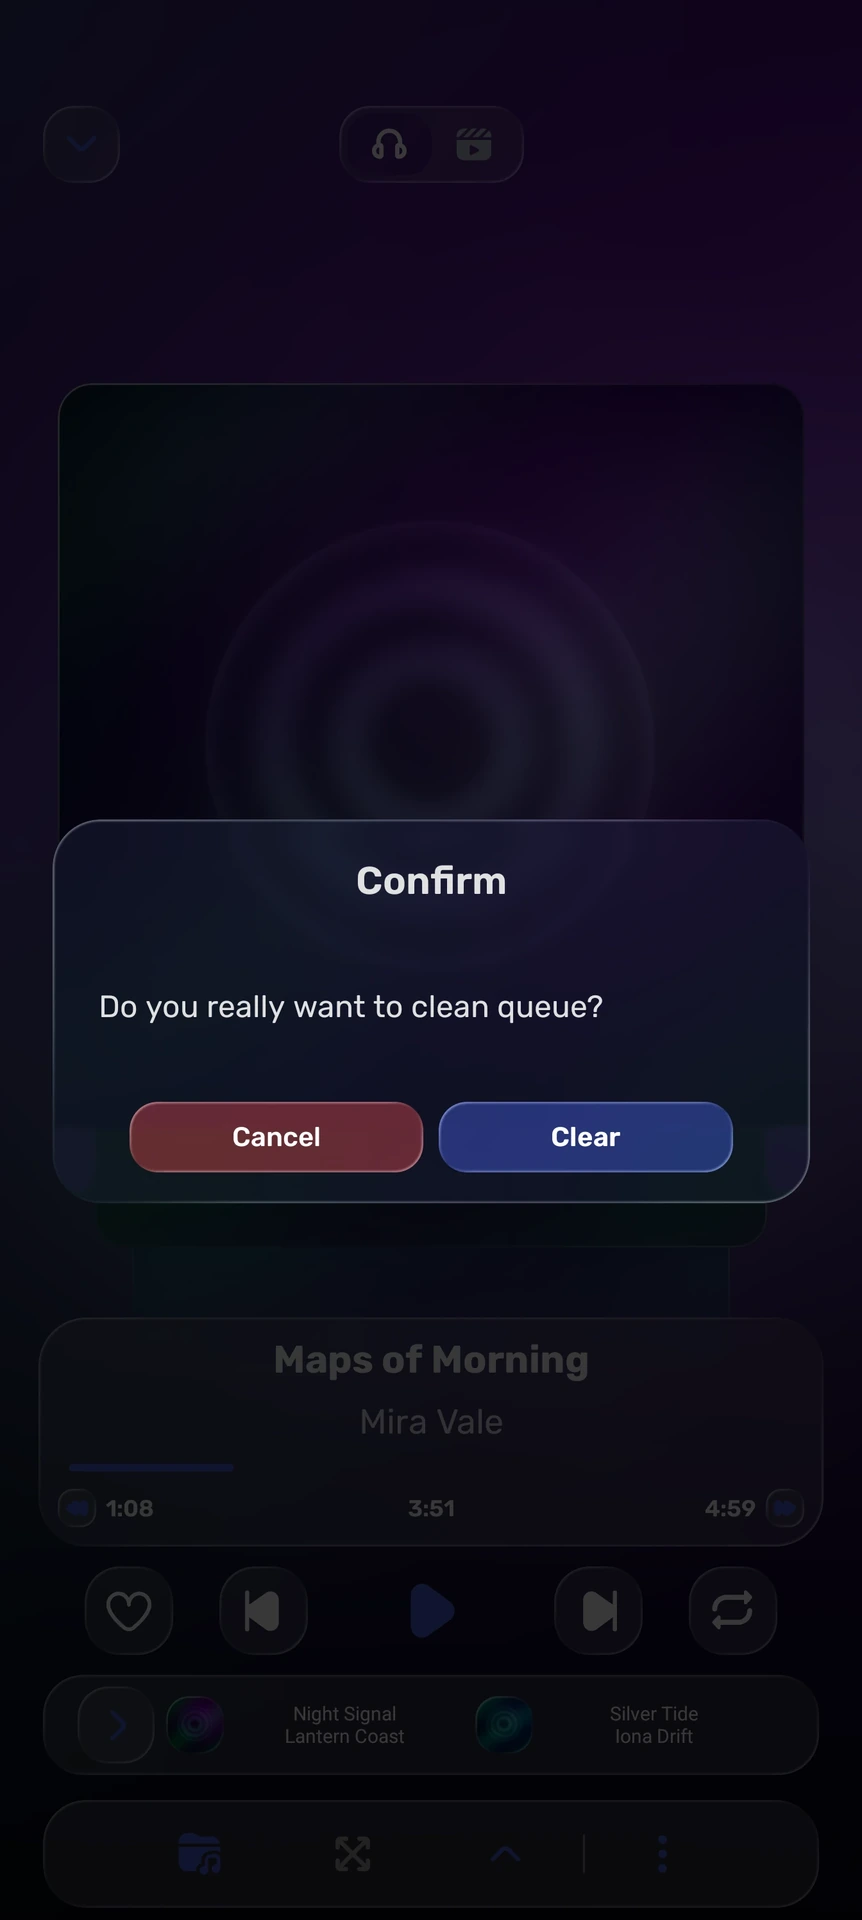 Confirm
Do you really want to clean queue?
Cancel
Clear
Maps of Morning
Mira Vale
1:08
3:51
4:59
Night Signal
Lantern Coast
Silver Tide
Iona Drift